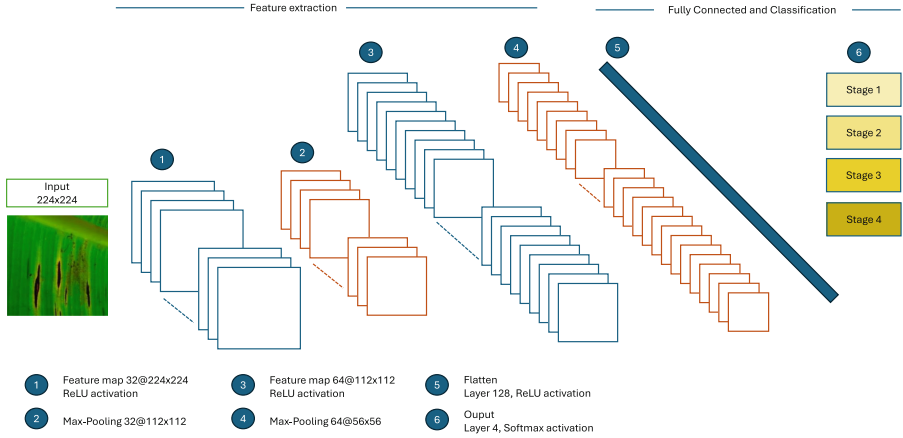 Feature extraction
Fully Connected and Classification
1
2
3
4
5
6
Input
224x224
Stage 1
Stage 2
Stage 3
Stage 4
1 Feature map 32@224x224
ReLU activation
2 Max-Pooling 32@112x112
3 Feature map 64@112x112
ReLU activation
4 Max-Pooling 64@56x56
5 Flatten
Layer 128, ReLU activation
6 Ouput
Layer 4, Softmax activation